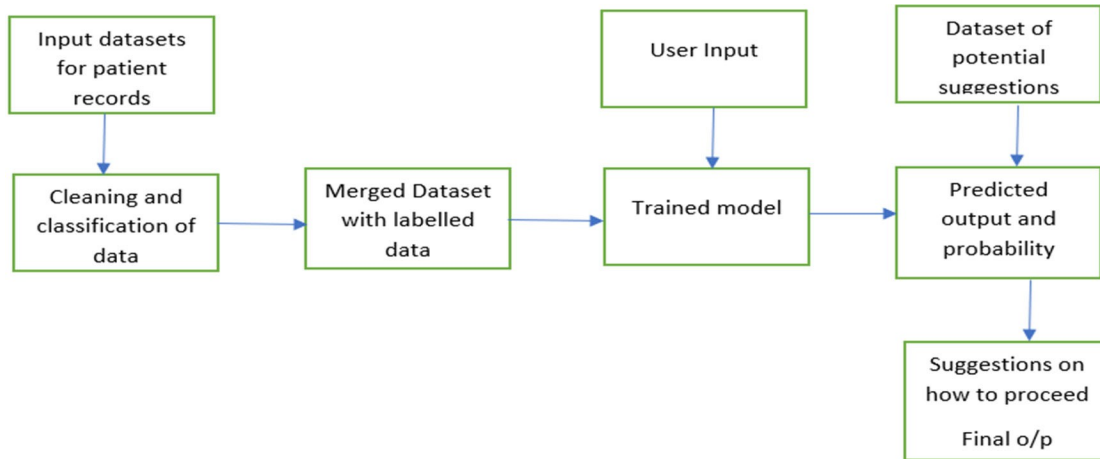 Input datasets
for patient
records
User Input
Dataset of
potential
suggestions
Cleaning and
classification of
data
Merged Dataset
with labelled
data
Trained model
Predicted
output and
probability
Suggestions on
how to proceed
Final o/p